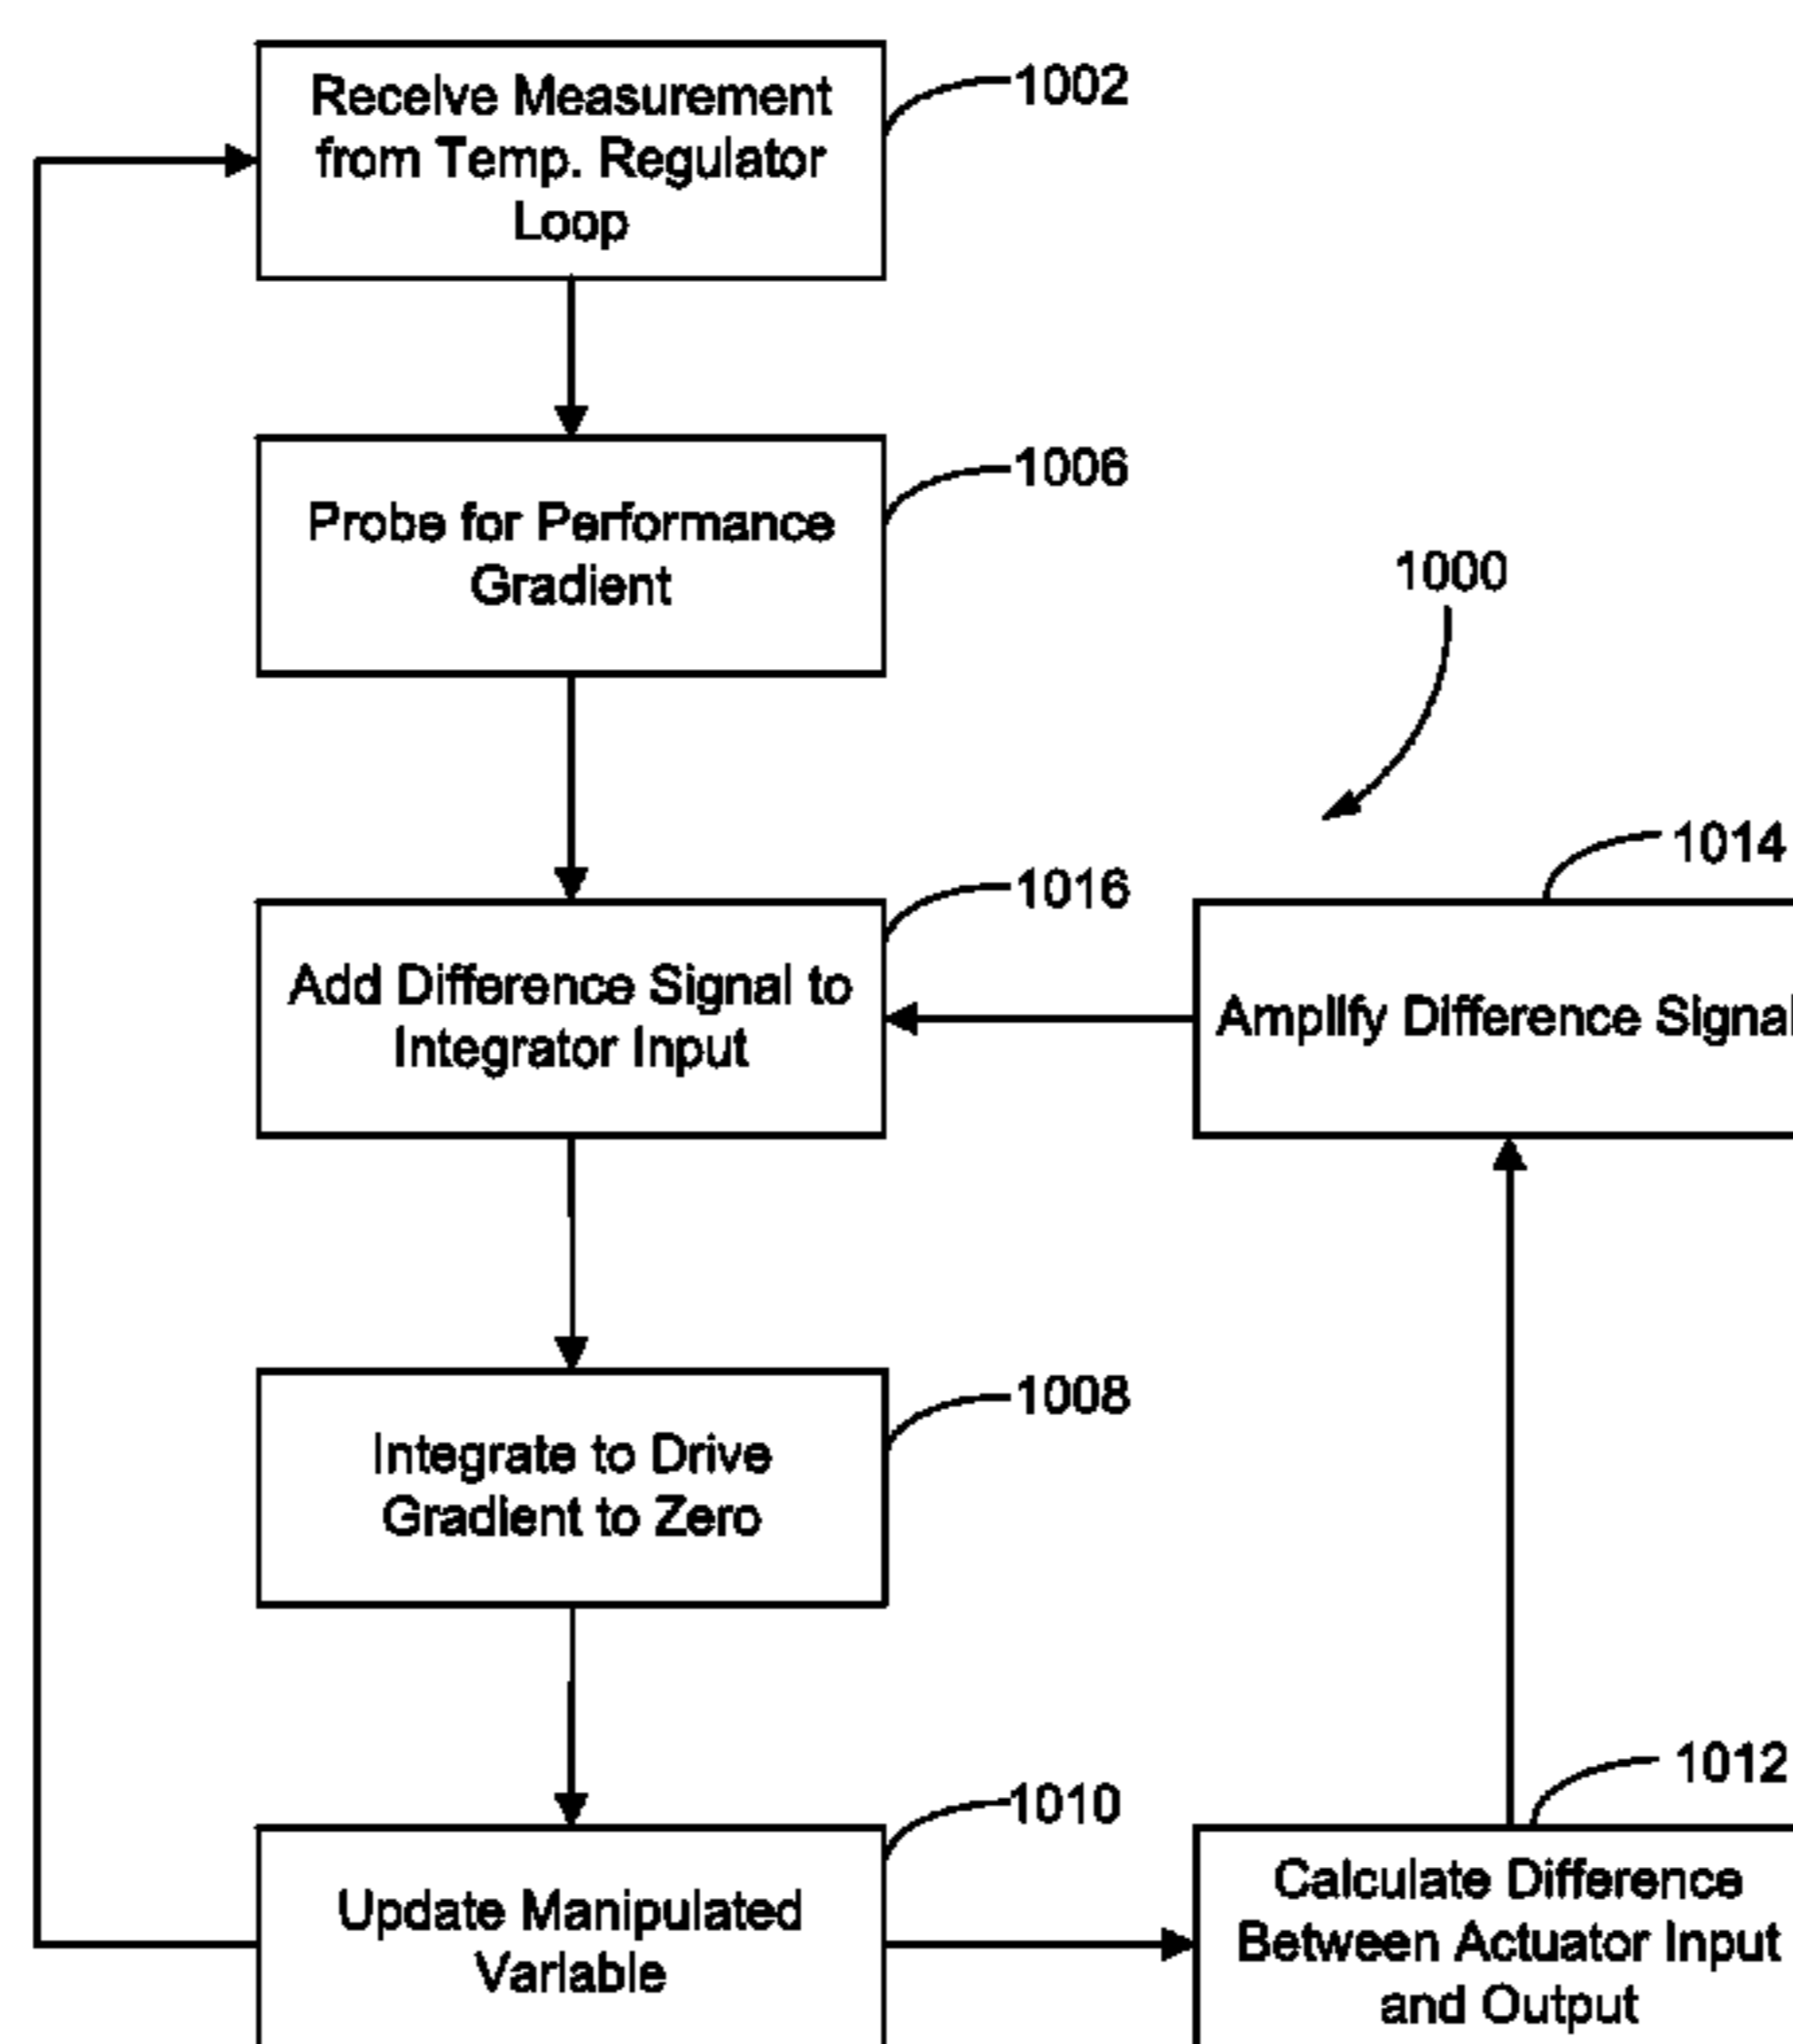 Receive Measurement
from Temp. Regulator
Loop
1002
Probe for Performance
Gradient
1006
1000
Add Difference Signal to
Integrator Input
1016
Amplify Difference Signal
1014
Integrate to Drive
Gradient to Zero
1008
Update Manipulated
Variable
1010
Calculate Difference
Between Actuator Input
and Output
1012